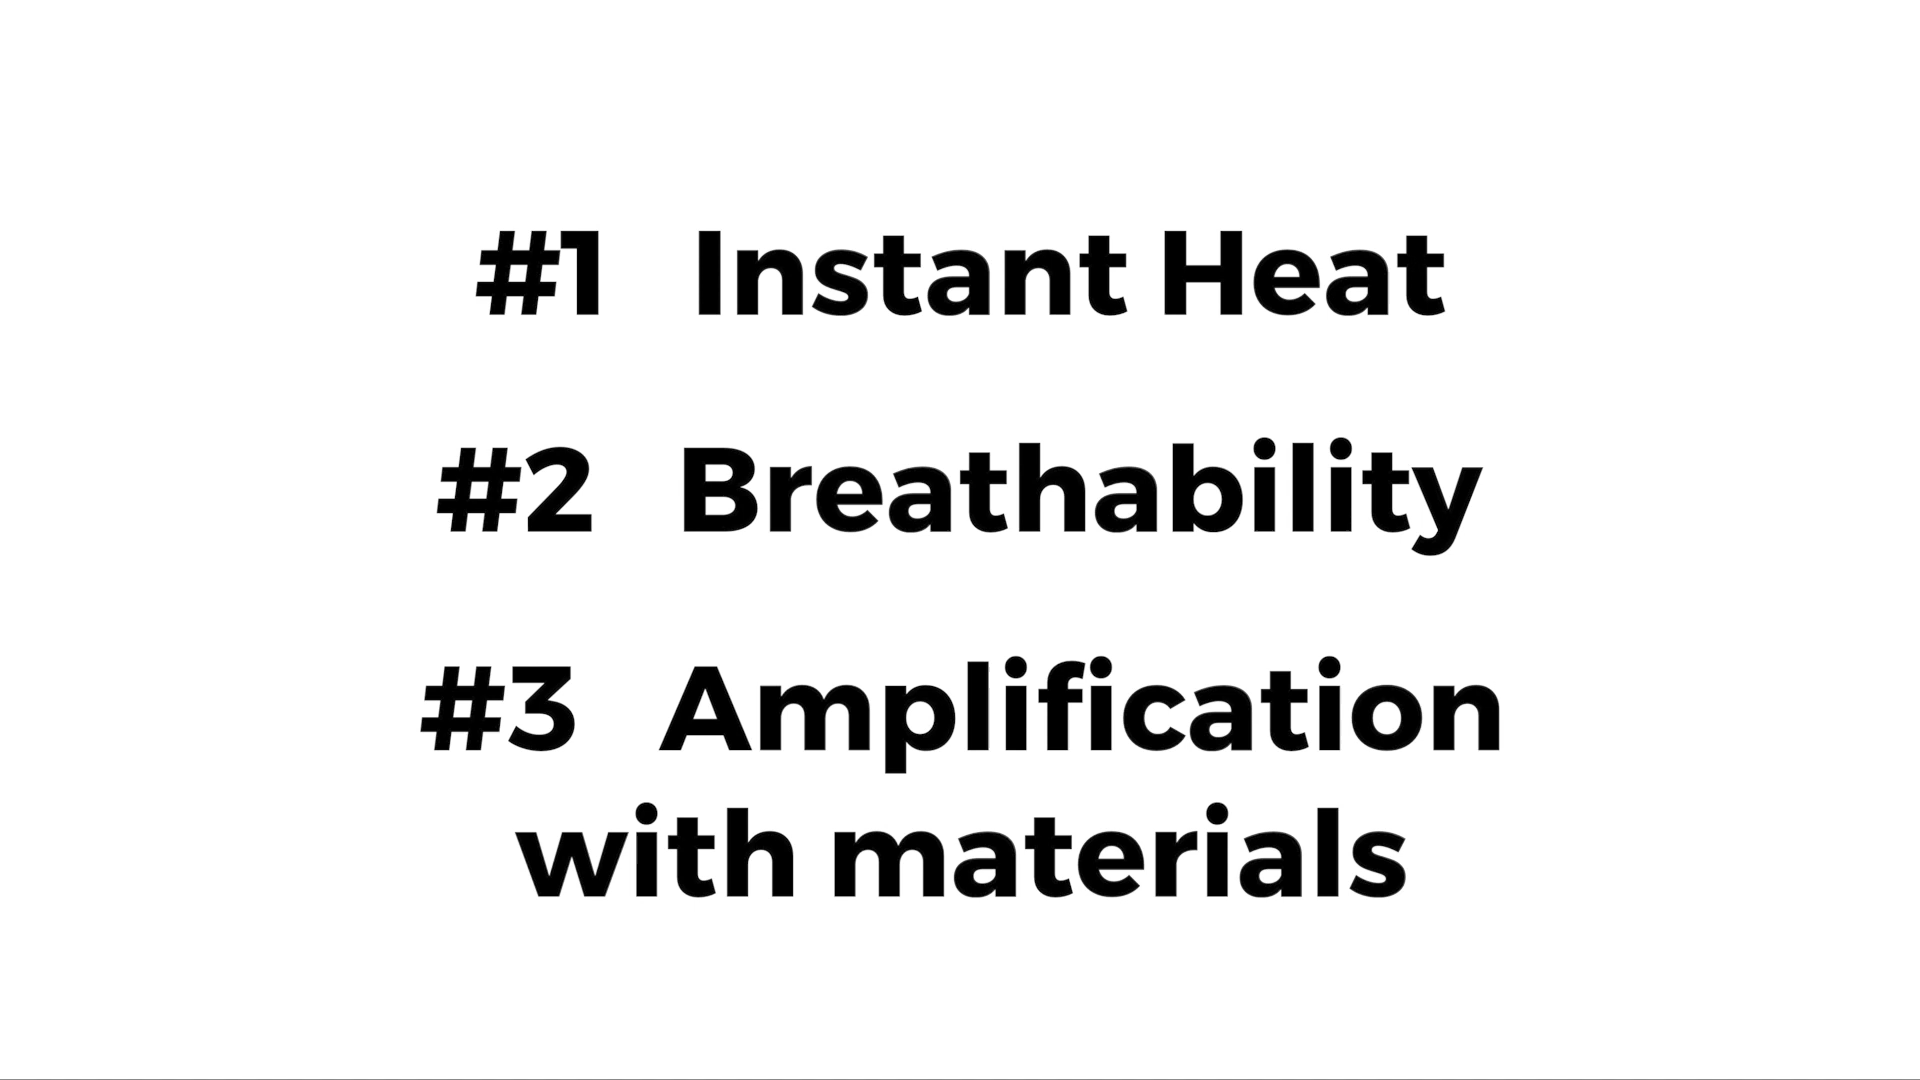 #1 Instant Heat
#2 Breathability
#3 Amplification
with materials